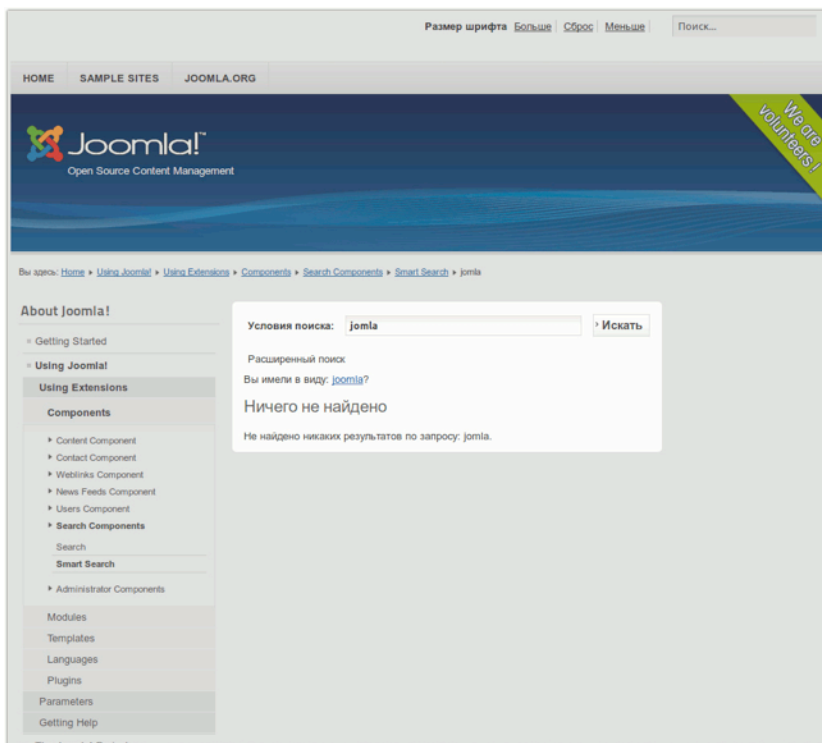 Размер шрифта Больше Сброс Меньше Поиск...
HOME SAMPLE SITES JOOMLA.ORG
We are volunteers!
Joomla!™
Open Source Content Management
Вы здесь: Home ▸ Using Joomla! ▸ Using Extensions ▸ Components ▸ Search Components ▸ Smart Search ▸ jomla
About Joomla!
Getting Started
Using Joomla!
Using Extensions
Components
Content Component
Contact Component
Weblinks Component
News Feeds Component
Users Component
Search Components
Search
Smart Search
Administrator Components
Modules
Templates
Languages
Plugins
Parameters
Getting Help
Условия поиска: jomla Искать
Расширенный поиск
Вы имели в виду: joomla?
Ничего не найдено
Не найдено никаких результатов по запросу: jomla.